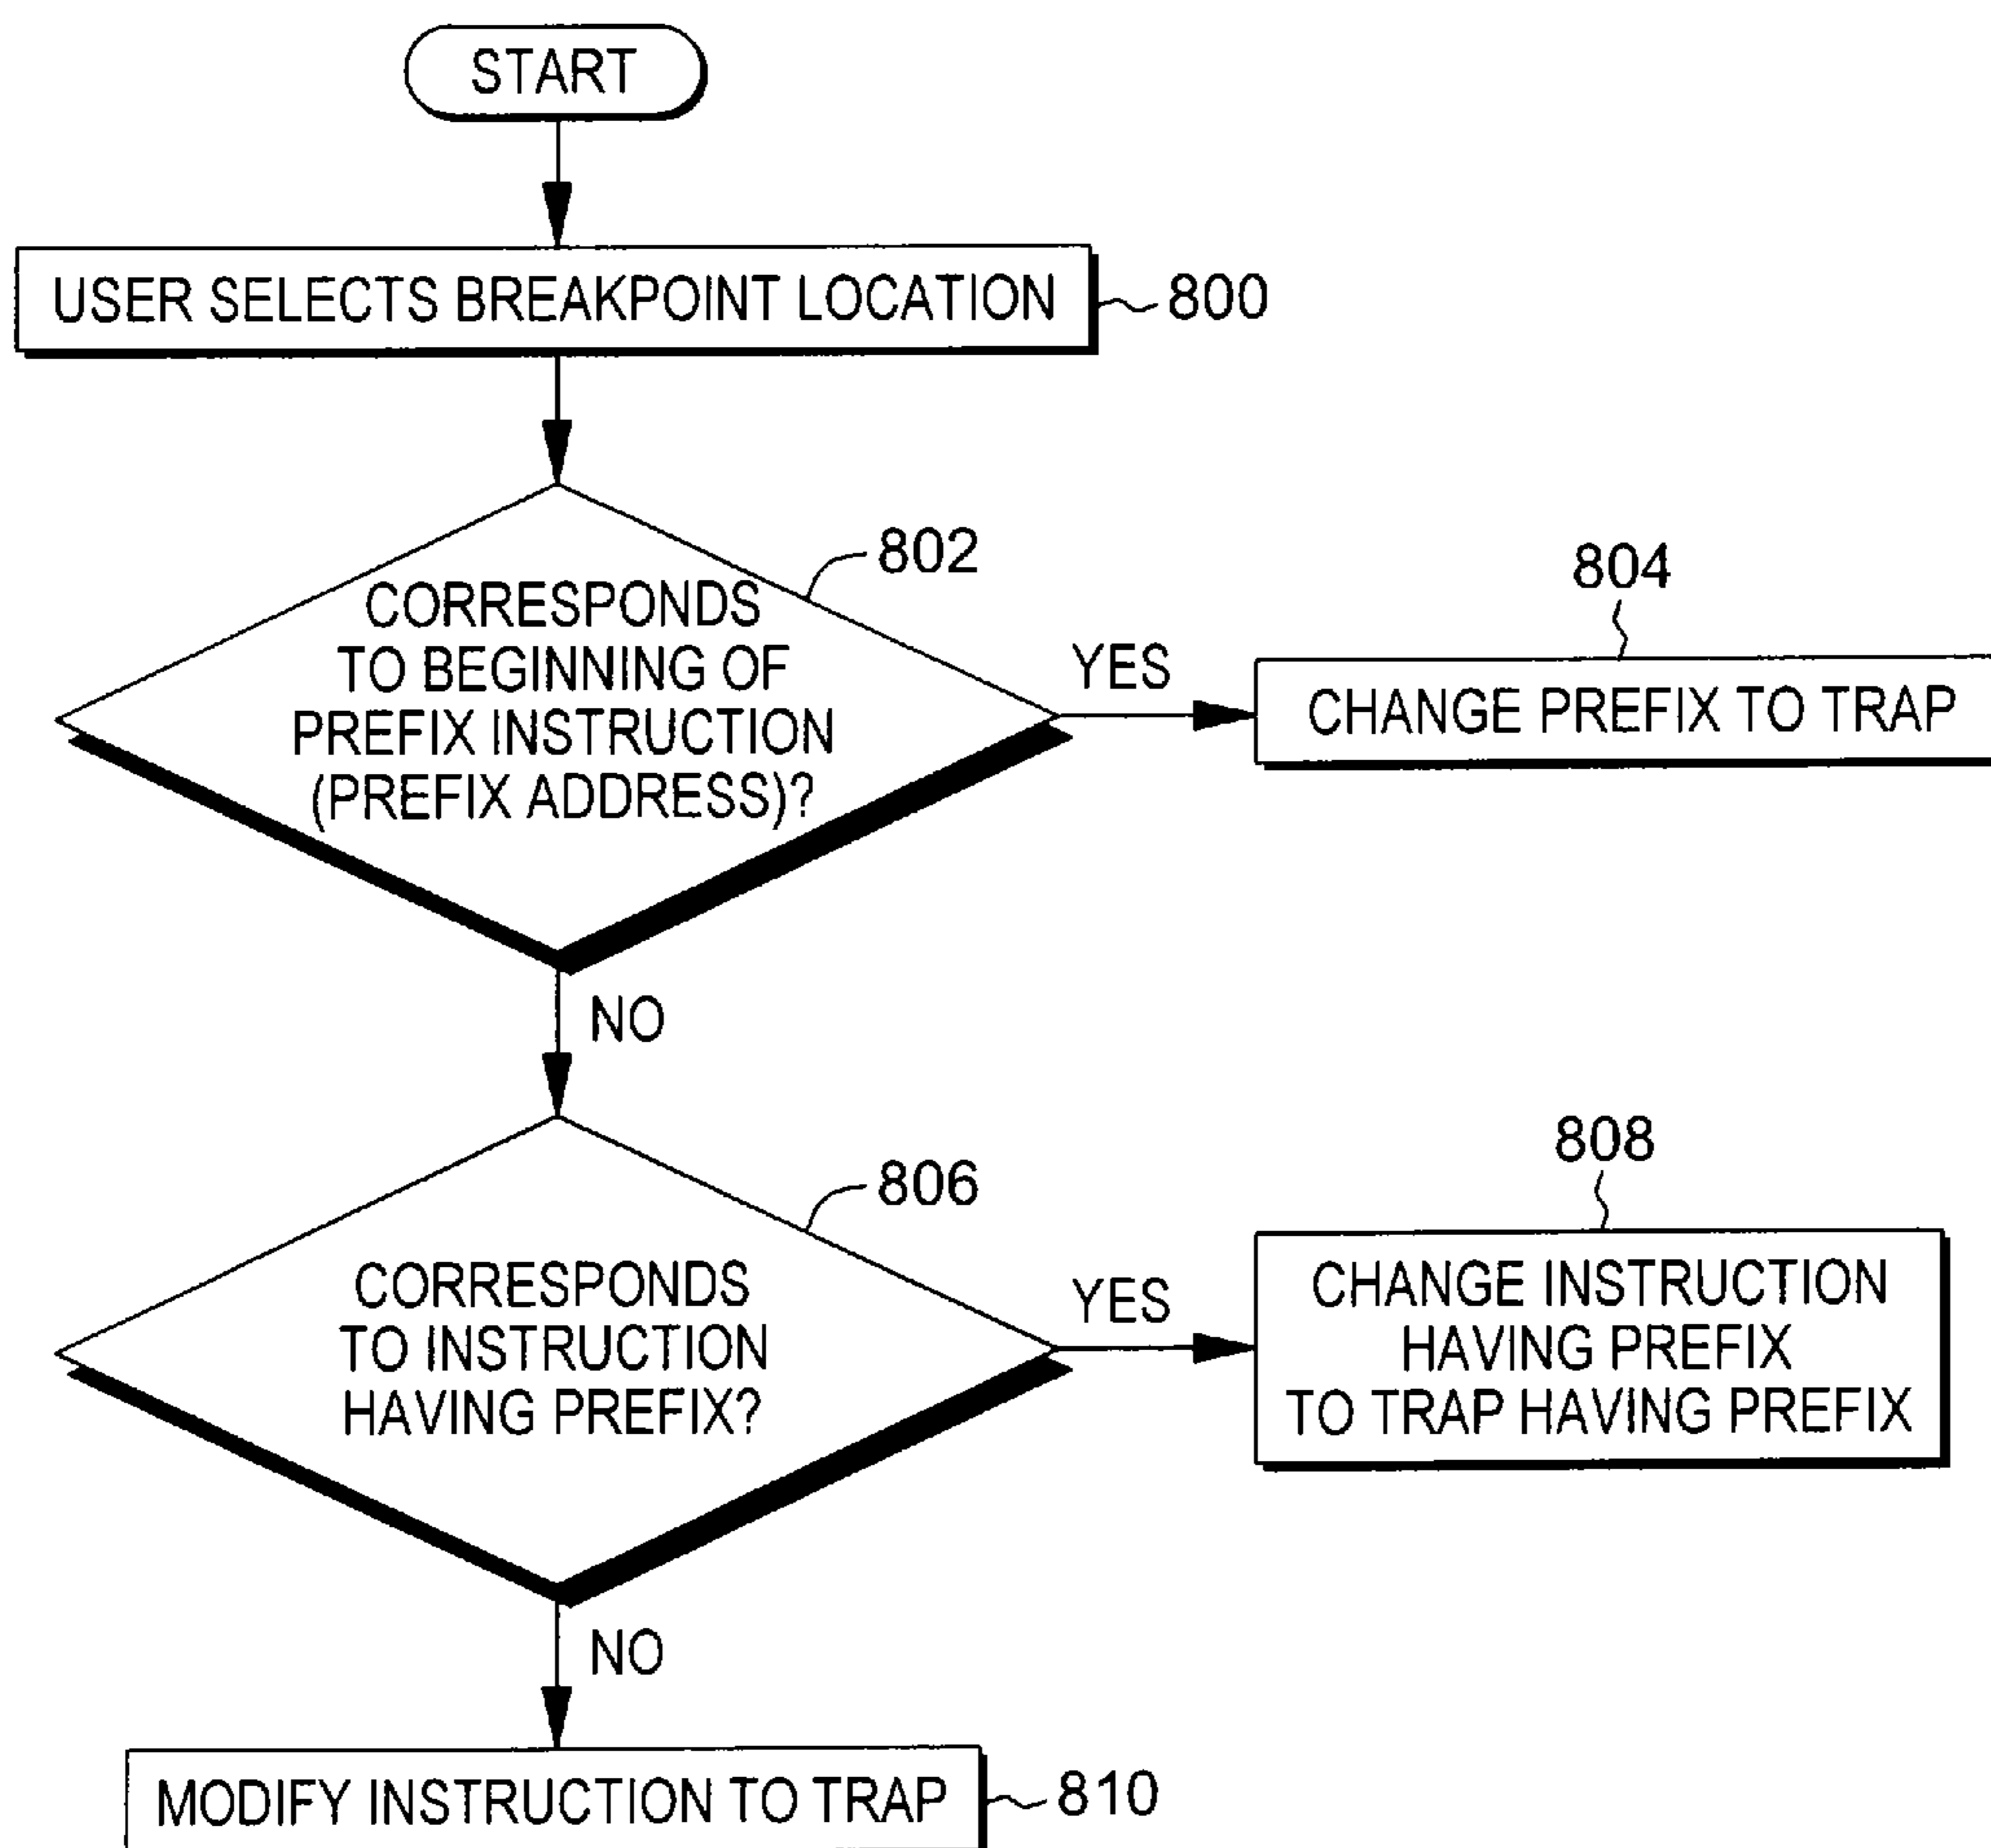 START
USER SELECTS BREAKPOINT LOCATION
800
802
CORRESPONDS
TO BEGINNING OF
PREFIX INSTRUCTION
(PREFIX ADDRESS)?
YES
804
CHANGE PREFIX TO TRAP
NO
806
CORRESPONDS
TO INSTRUCTION
HAVING PREFIX?
YES
808
CHANGE INSTRUCTION
HAVING PREFIX
TO TRAP HAVING PREFIX
NO
MODIFY INSTRUCTION TO TRAP
810